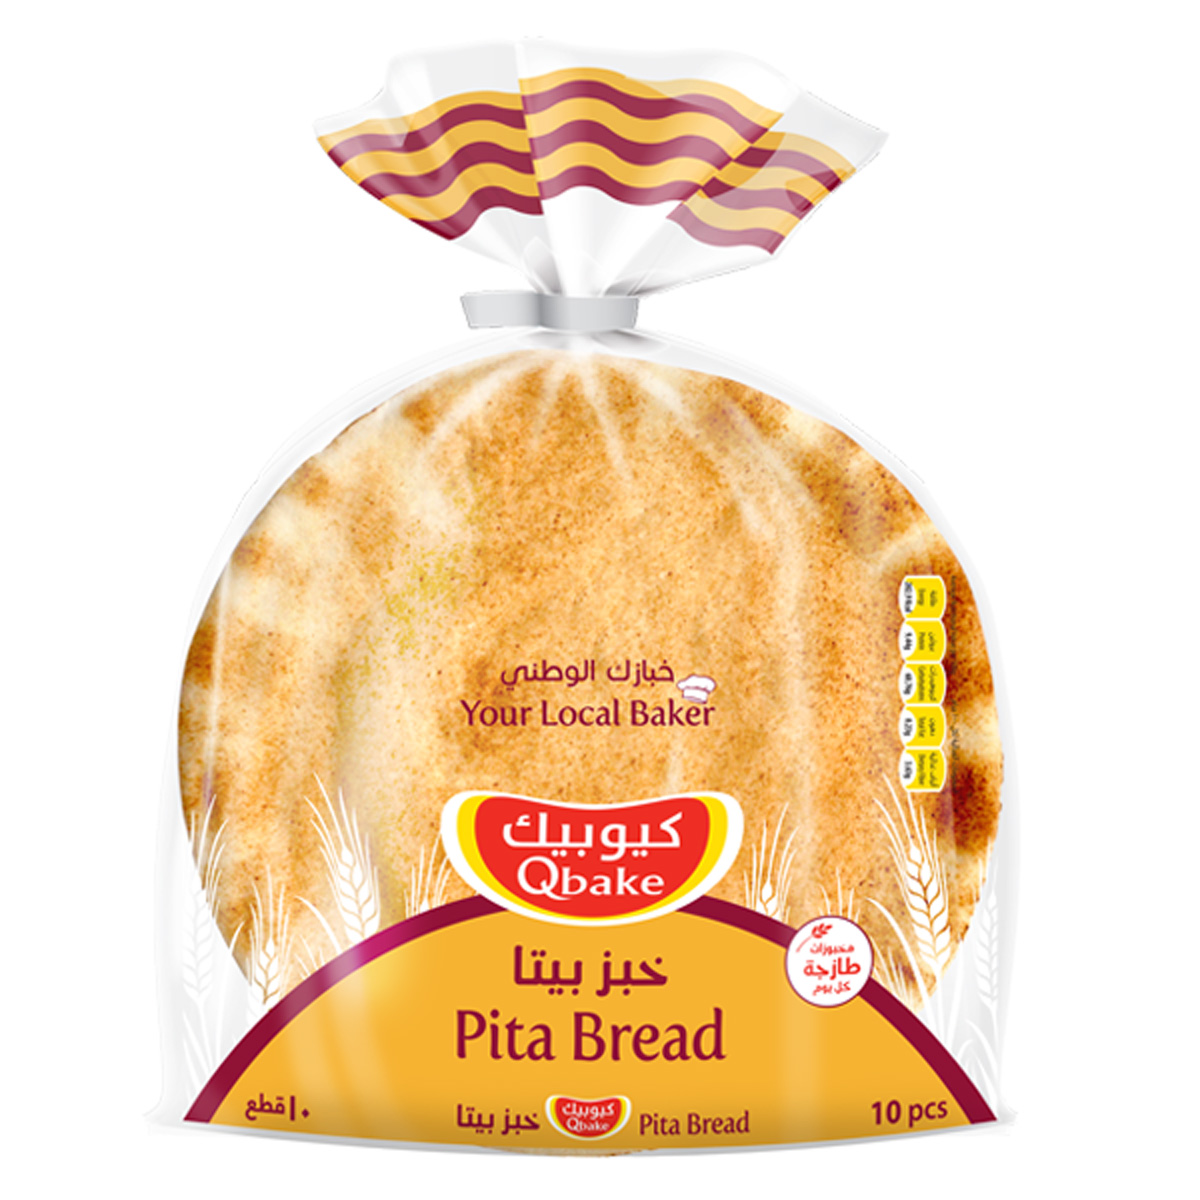 خبازك الوطني
Your Local Baker
كيوبيك
Qbake
خبز بيتا
Pita Bread
مخبوزات
طازجة
كل يوم
١٠ قطع
خبز بيتا
كيوبيك
Qbake
Pita Bread
10 pcs